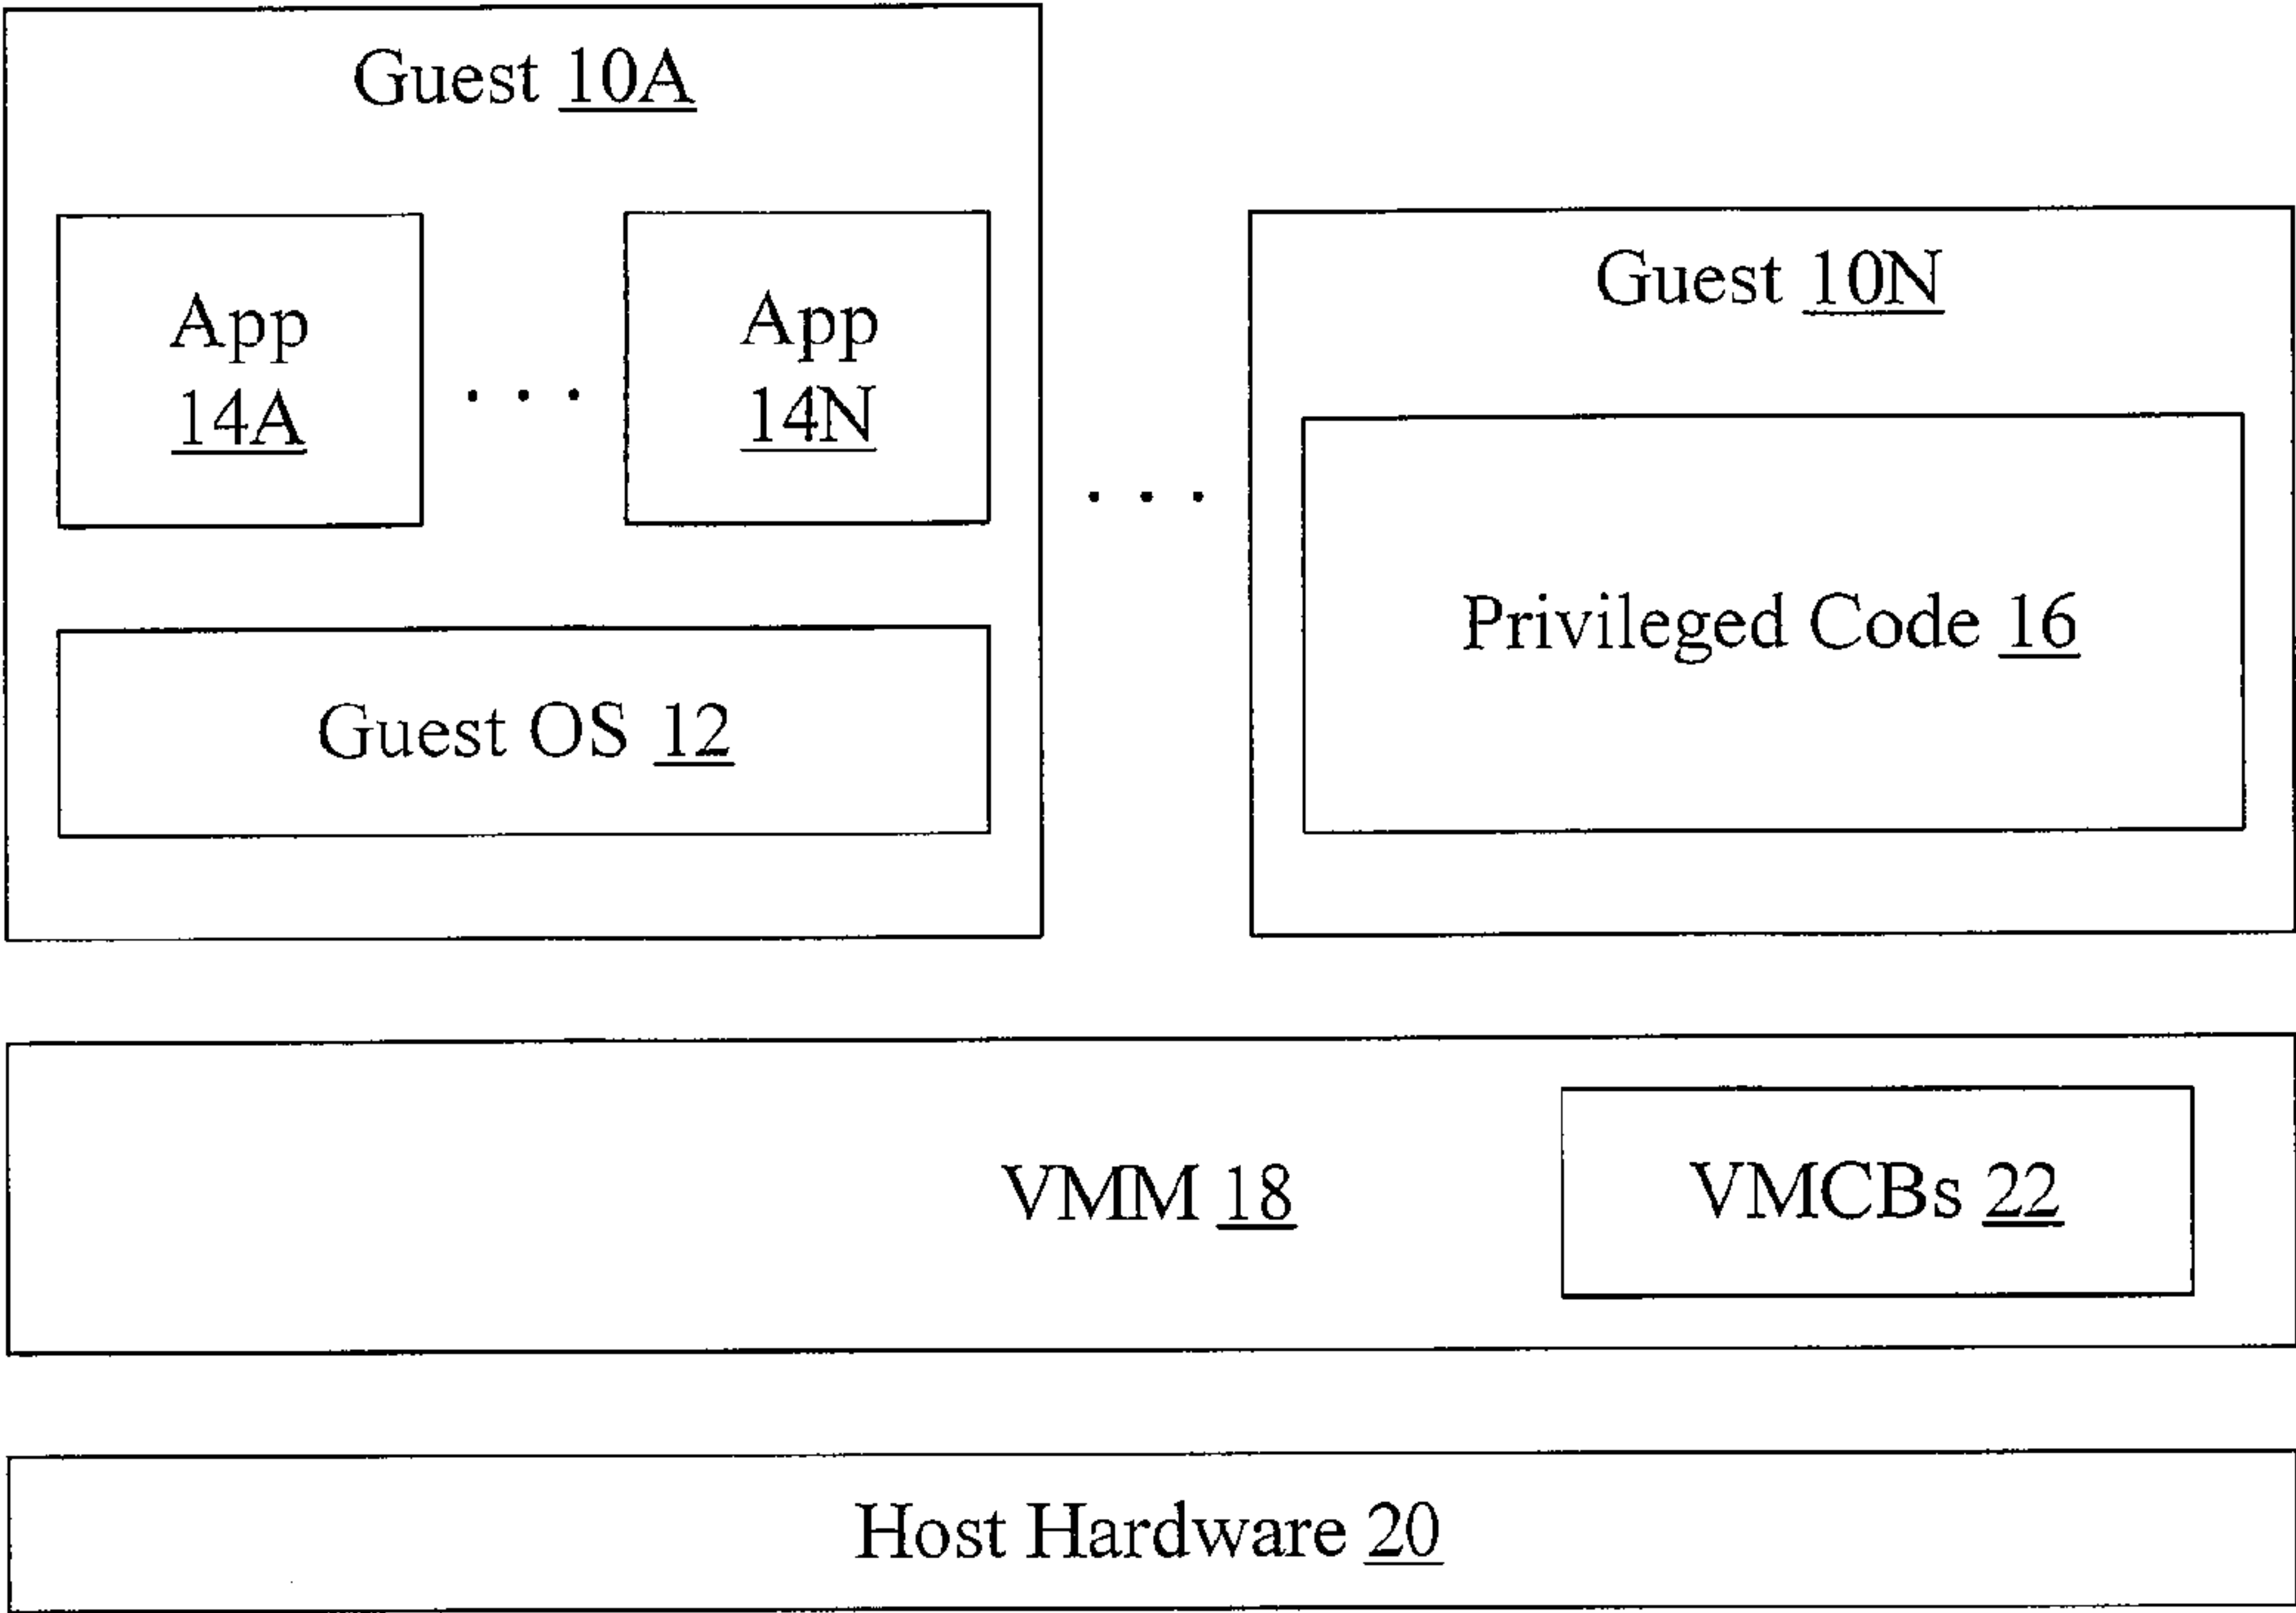 Guest 10A
App
14A
. . .
App
14N
Guest OS 12
. . .
Guest 10N
Privileged Code 16
VMM 18
VMCBs 22
Host Hardware 20